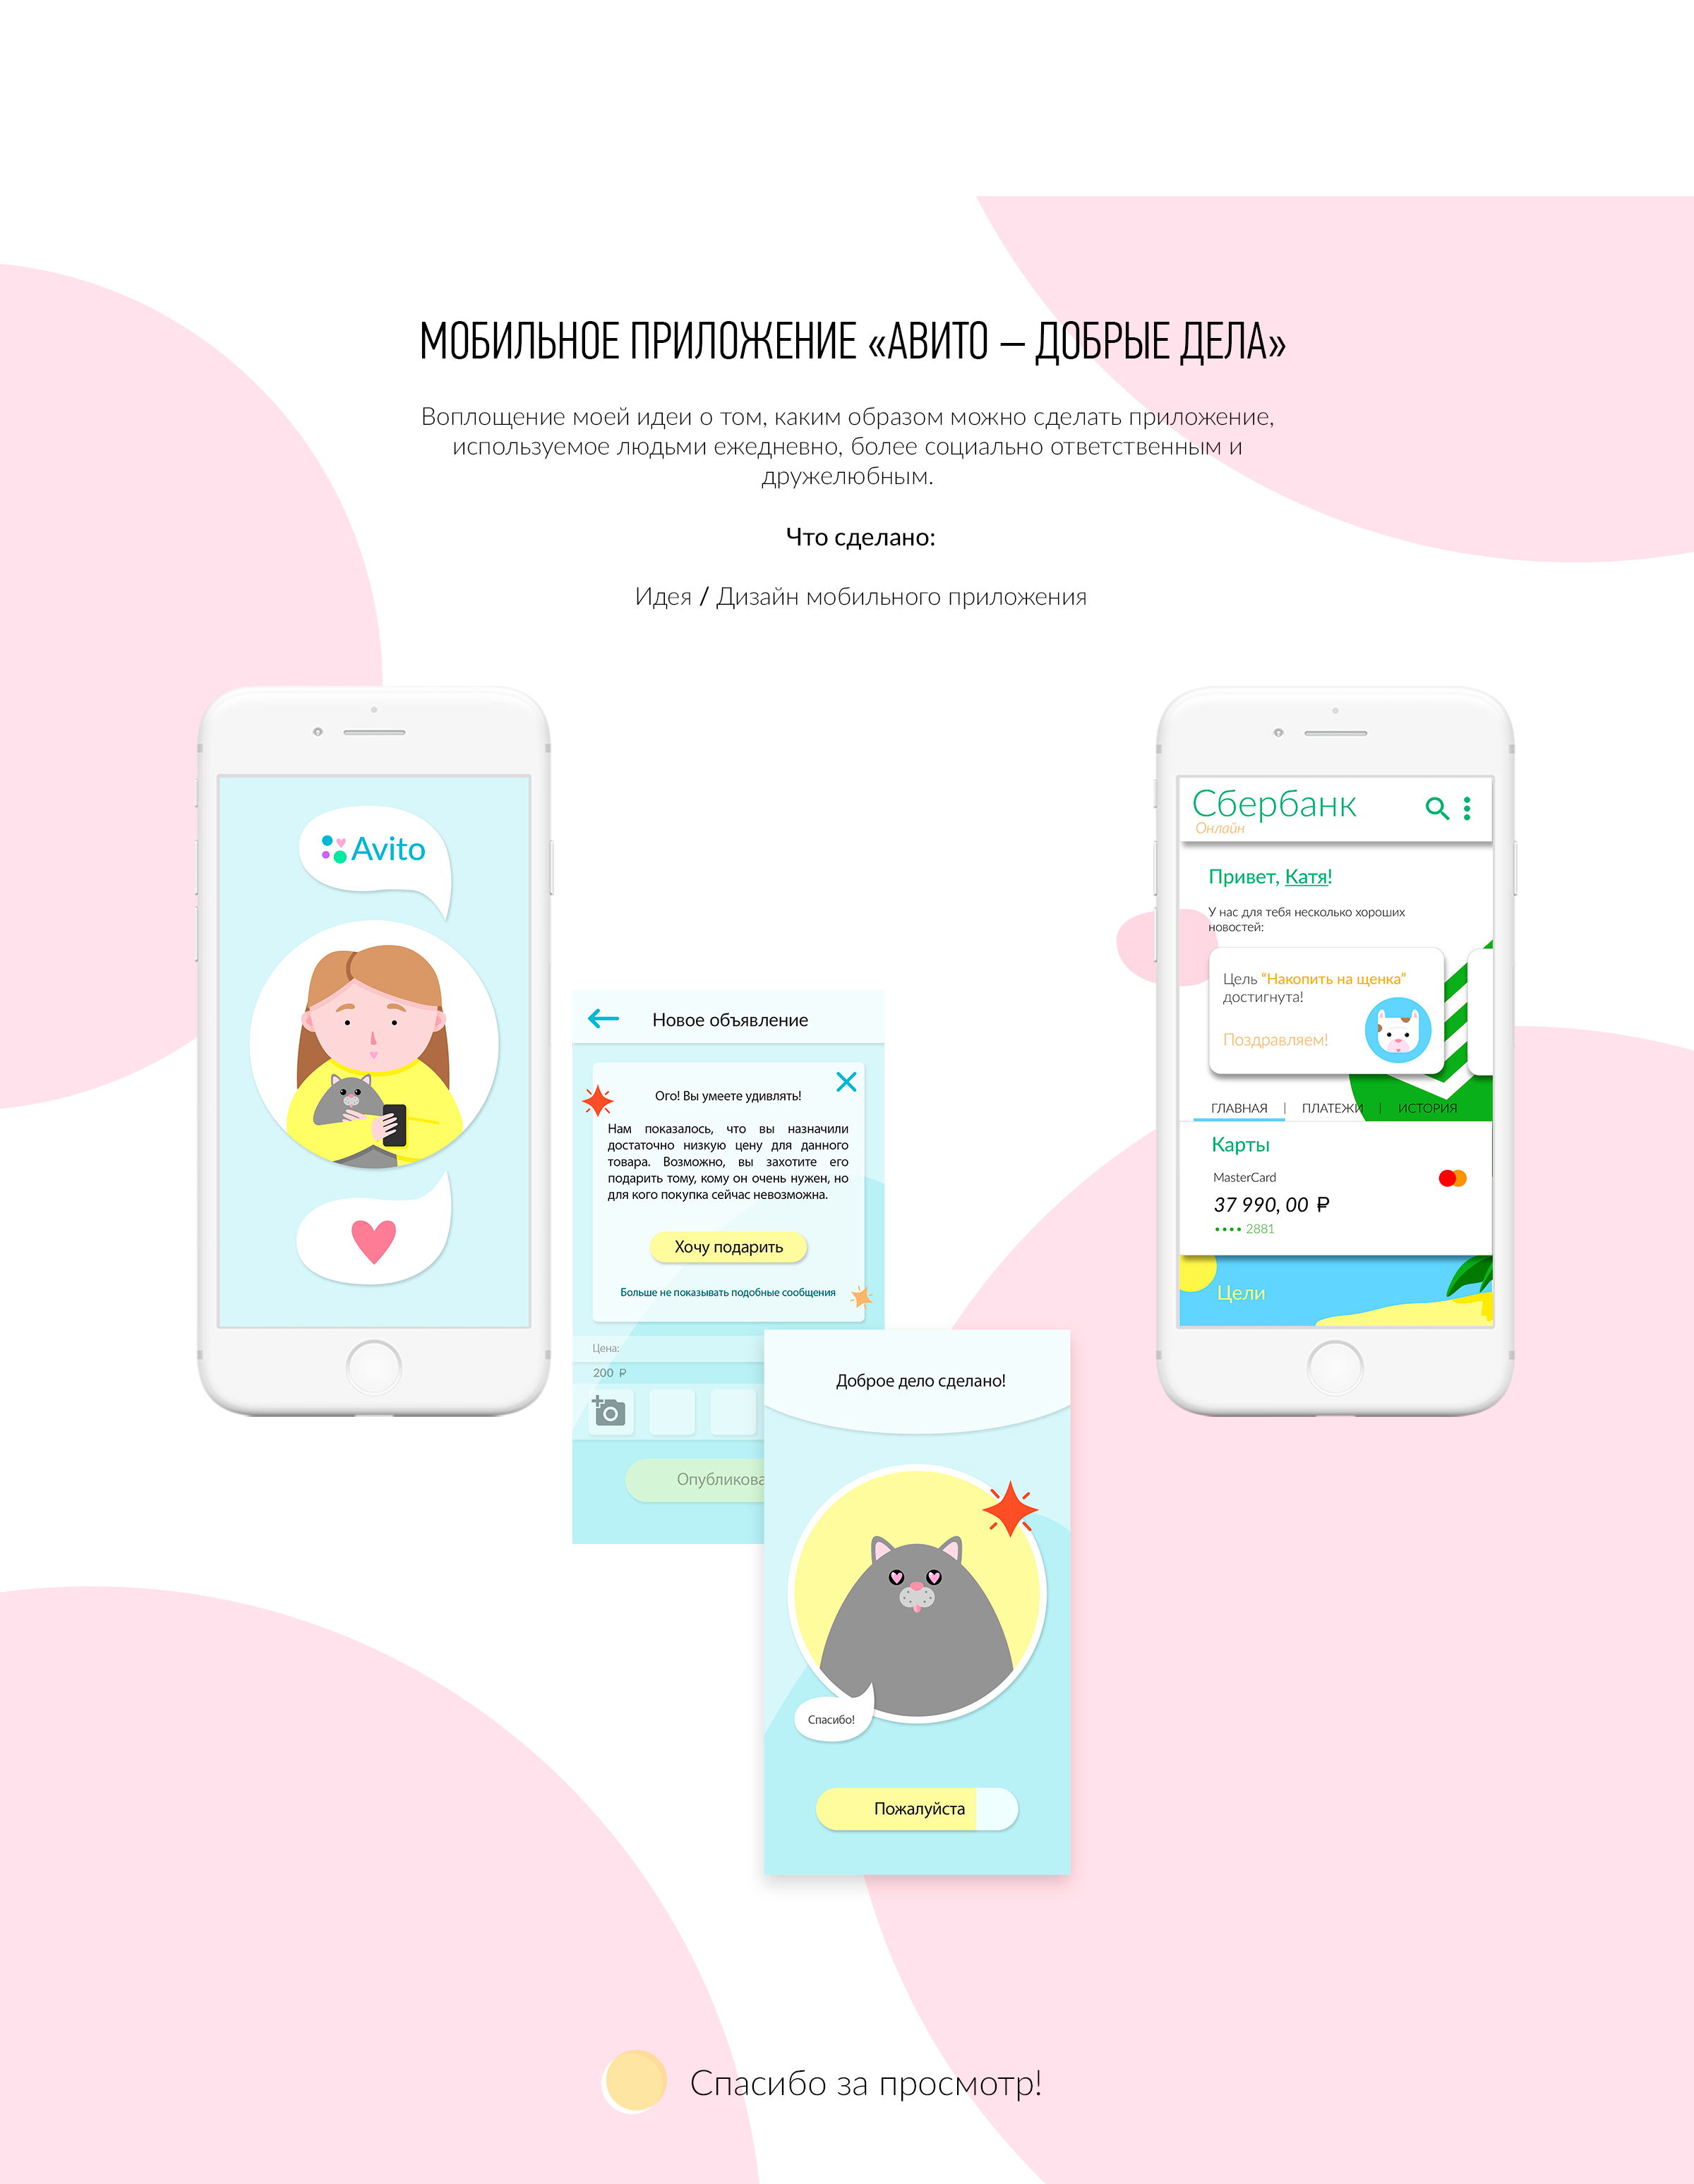 МОБИЛЬНОЕ ПРИЛОЖЕНИЕ «АВИТО – ДОБРЫЕ ДЕЛА»
Воплощение моей идеи о том, каким образом можно сделать приложение,
используемое людьми ежедневно, более социально ответственным и
дружелюбным.
Что сделано:
Идея / Дизайн мобильного приложения
Avito
Новое объявление
Ого! Вы умеете удивлять!
Нам показалось, что вы назначили
достаточно низкую цену для данного
товара. Возможно, вы захотите его
подарить тому, кому он очень нужен, но
для кого покупка сейчас невозможна.
Хочу подарить
Больше не показывать подобные сообщения
Цена:
200 ₽
Опубликова
Доброе дело сделано!
Спасибо!
Пожалуйста
Сбербанк
Онлайн
Привет, Катя!
У нас для тебя несколько хороших
новостей:
Цель "Накопить на щенка"
достигнута!
Поздравляем!
ГЛАВНАЯ | ПЛАТЕЖИ | ИСТОРИЯ
Карты
MasterCard
37 990, 00 ₽
•••• 2881
Цели
Спасибо за просмотр!